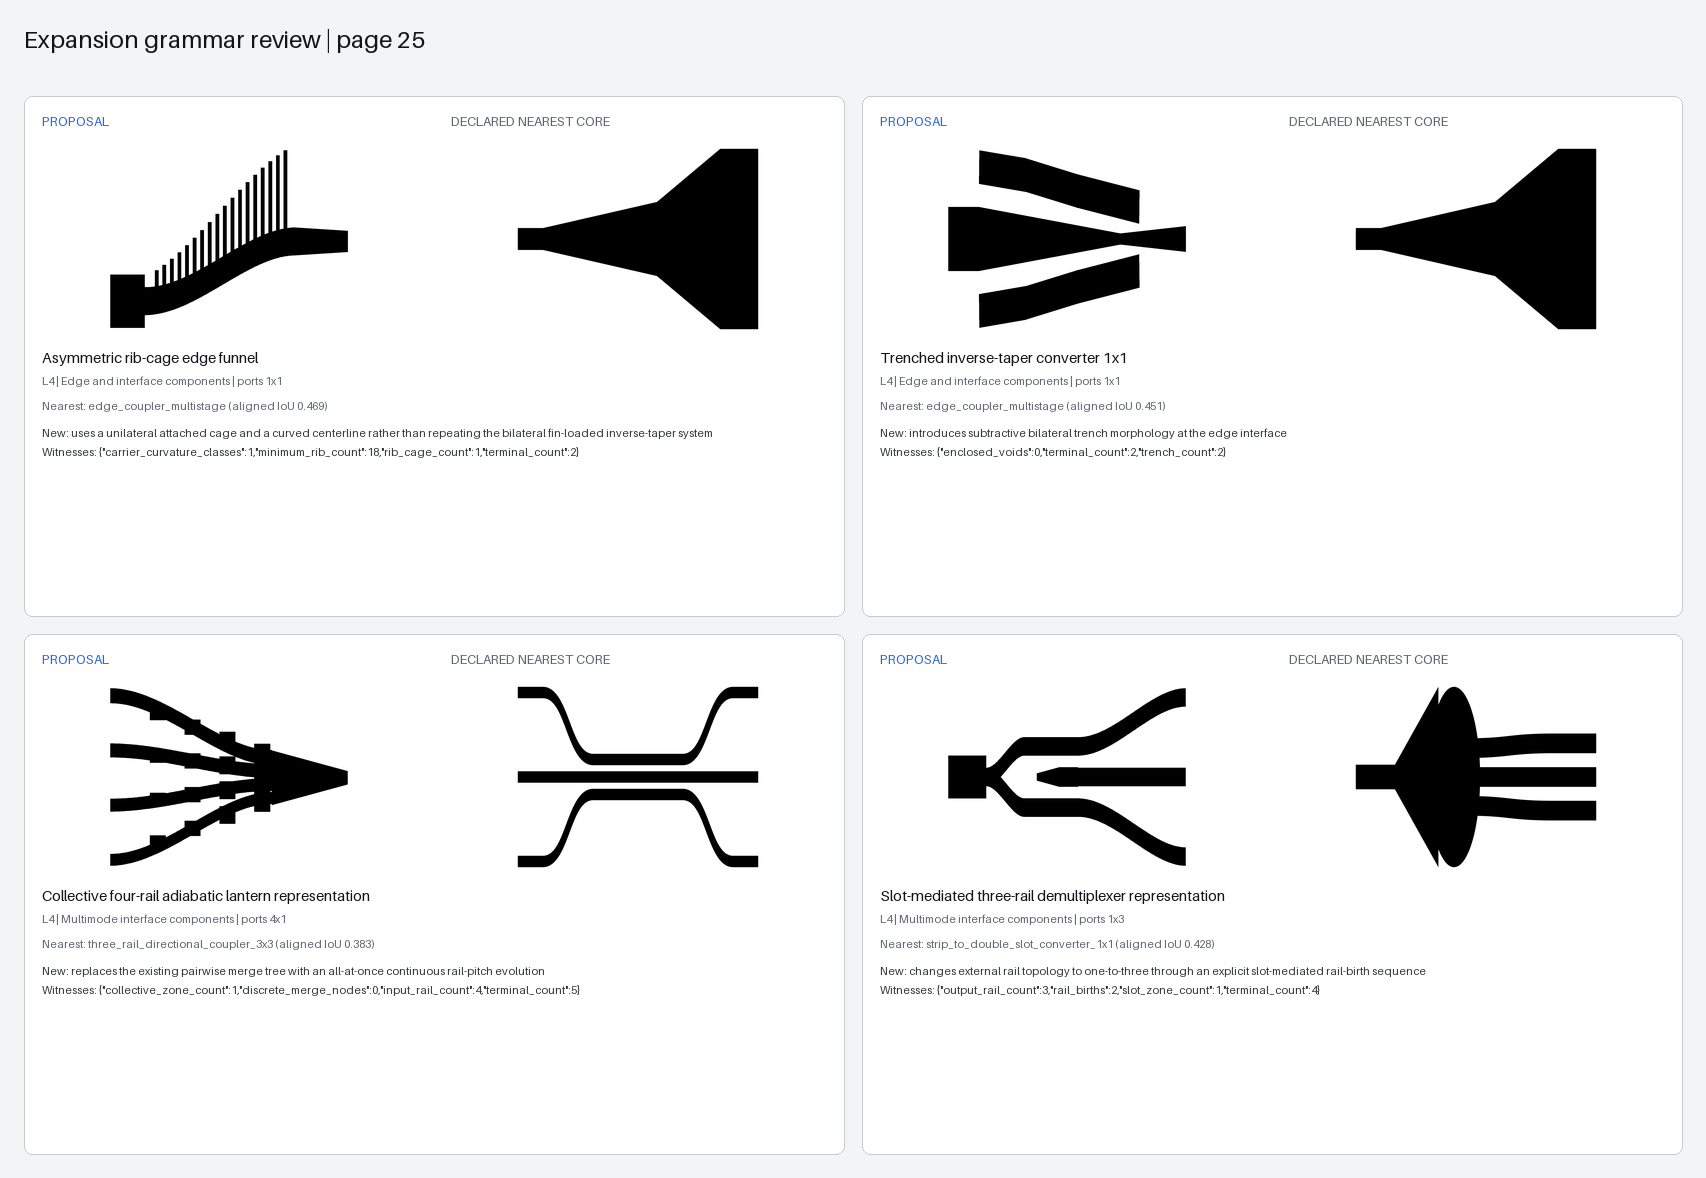 Expansion grammar review | page 25
PROPOSAL
DECLARED NEAREST CORE
Asymmetric rib-cage edge funnel
L4 | Edge and interface components | ports 1x1
Nearest: edge_coupler_multistage (aligned IoU 0.469)
New: uses a unilateral attached cage and a curved centerline rather than repeating the bilateral fin-loaded inverse-taper system
Witnesses: {"carrier_curvature_classes":1,"minimum_rib_count":18,"rib_cage_count":1,"terminal_count":2}
PROPOSAL
DECLARED NEAREST CORE
Trenched inverse-taper converter 1x1
L4 | Edge and interface components | ports 1x1
Nearest: edge_coupler_multistage (aligned IoU 0.451)
New: introduces subtractive bilateral trench morphology at the edge interface
Witnesses: {"enclosed_voids":0,"terminal_count":2,"trench_count":2}
PROPOSAL
DECLARED NEAREST CORE
Collective four-rail adiabatic lantern representation
L4 | Multimode interface components | ports 4x1
Nearest: three_rail_directional_coupler_3x3 (aligned IoU 0.383)
New: replaces the existing pairwise merge tree with an all-at-once continuous rail-pitch evolution
Witnesses: {"collective_zone_count":1,"discrete_merge_nodes":0,"input_rail_count":4,"terminal_count":5}
PROPOSAL
DECLARED NEAREST CORE
Slot-mediated three-rail demultiplexer representation
L4 | Multimode interface components | ports 1x3
Nearest: strip_to_double_slot_converter_1x1 (aligned IoU 0.428)
New: changes external rail topology to one-to-three through an explicit slot-mediated rail-birth sequence
Witnesses: {"output_rail_count":3,"rail_births":2,"slot_zone_count":1,"terminal_count":4}